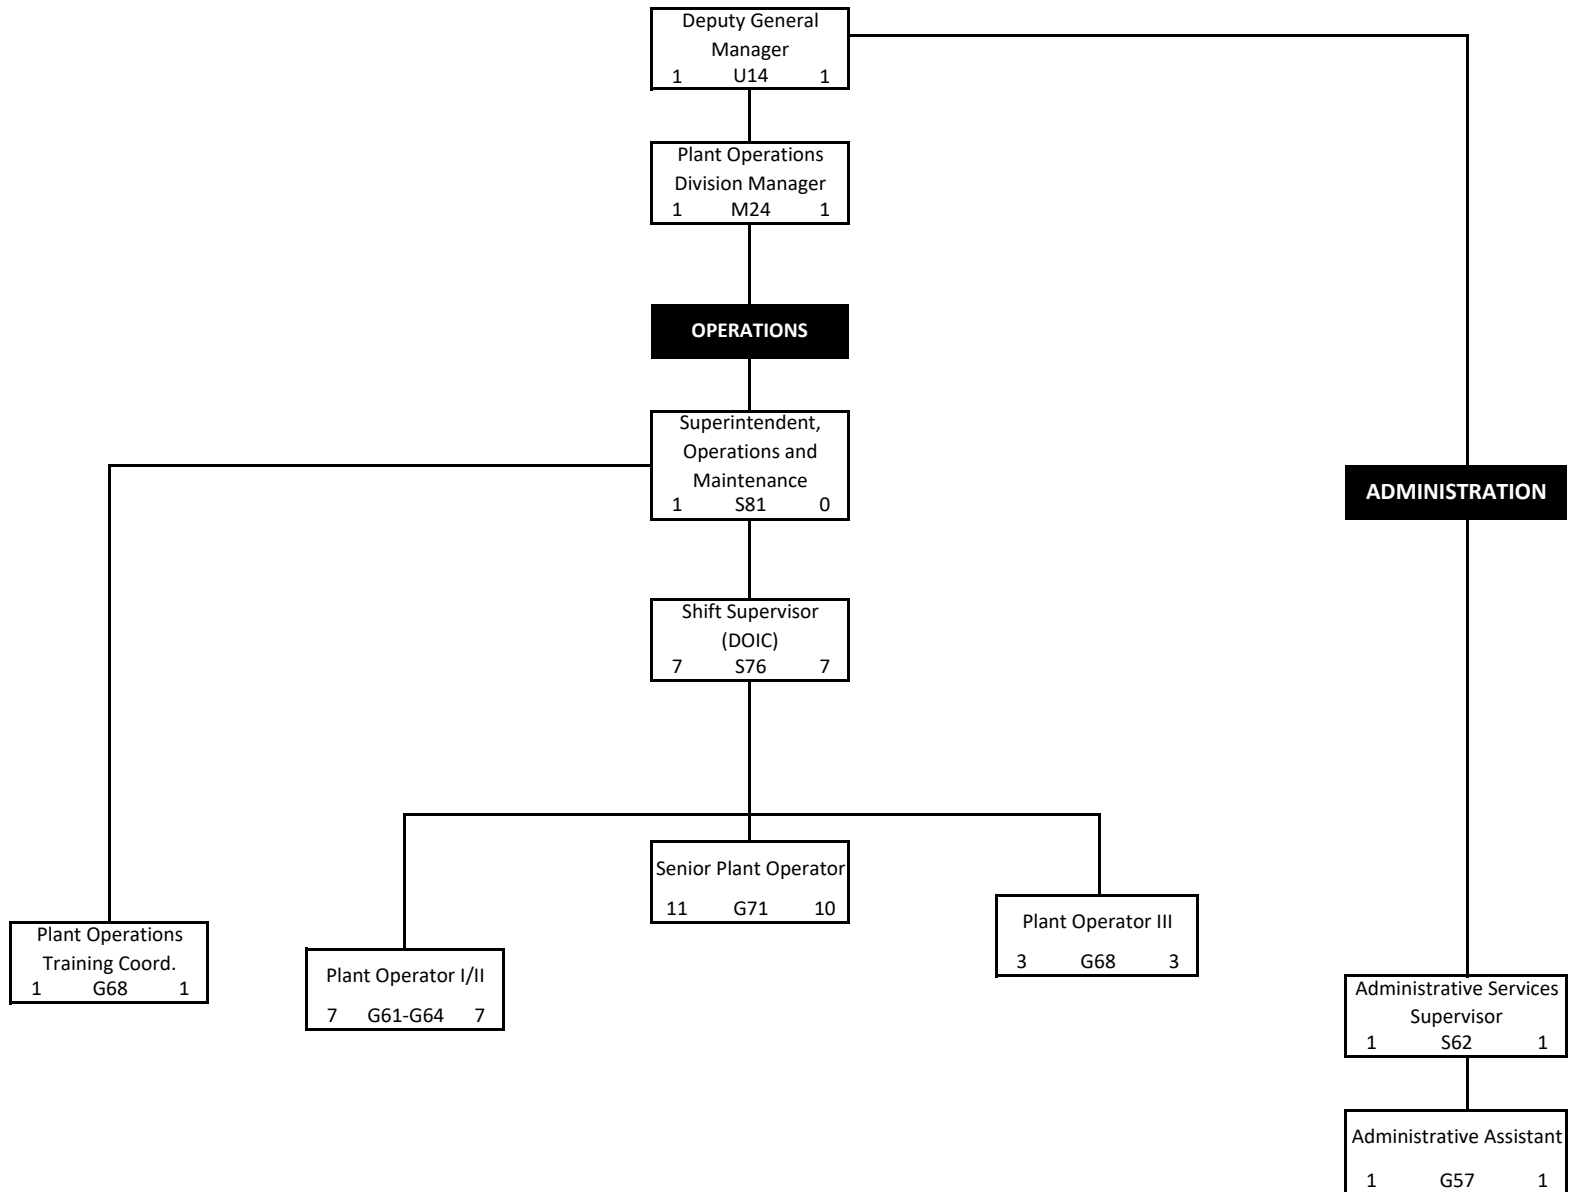 Deputy General
Manager
1 U14 1
Plant Operations
Division Manager
1 M24 1
OPERATIONS
Superintendent,
Operations and
Maintenance
1 S81 0
ADMINISTRATION
Shift Supervisor
(DOIC)
7 S76 7
Senior Plant Operator
11 G71 10
Plant Operator III
3 G68 3
Plant Operations
Training Coord.
1 G68 1
Plant Operator I/II
7 G61-G64 7
Administrative Services
Supervisor
1 S62 1
Administrative Assistant
1 G57 1